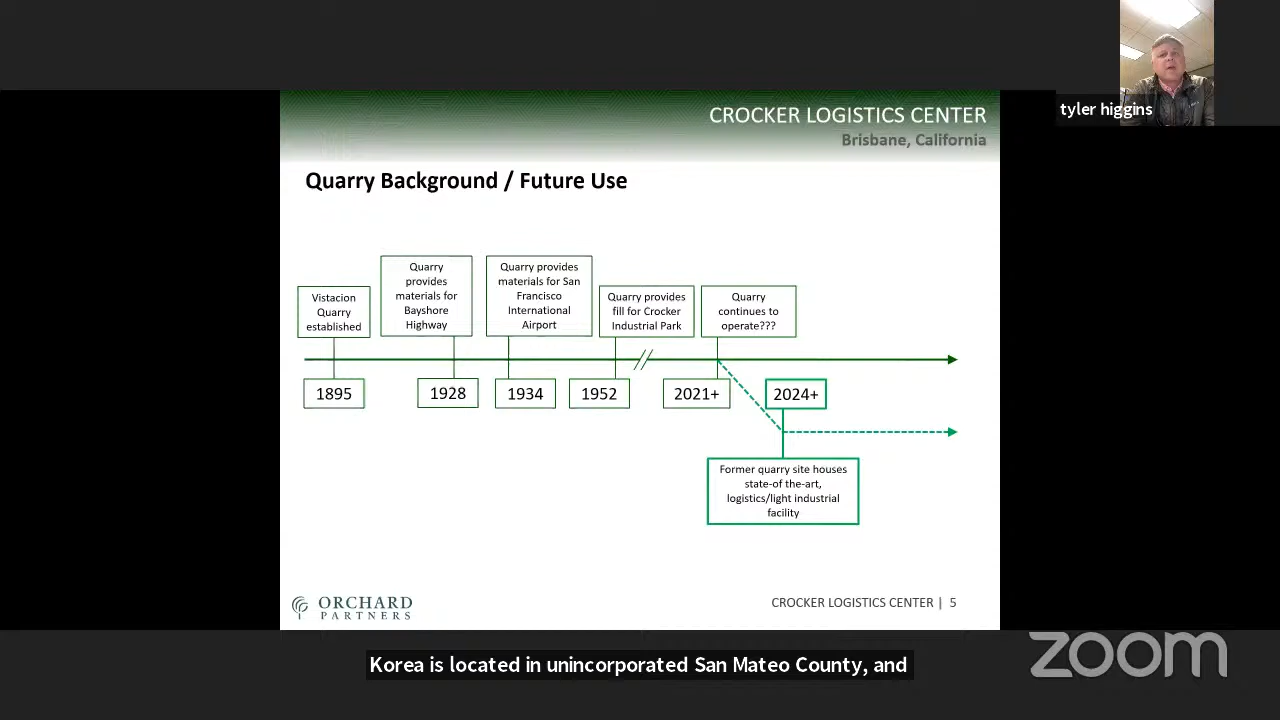 tyler higgins
CROCKER LOGISTICS CENTER
Brisbane, California
Quarry Background / Future Use
Vistacion
Quarry
established
Quarry
provides
materials for
Bayshore
Highway
Quarry provides
materials for San
Francisco
International
Airport
Quarry provides
fill for Crocker
Industrial Park
Quarry
continues to
operate???
1895
1928
1934
1952
2021+
2024+
Former quarry site houses
state-of the-art,
logistics/light industrial
facility
ORCHARD
PARTNERS
CROCKER LOGISTICS CENTER | 5
Korea is located in unincorporated San Mateo County, and
zoom